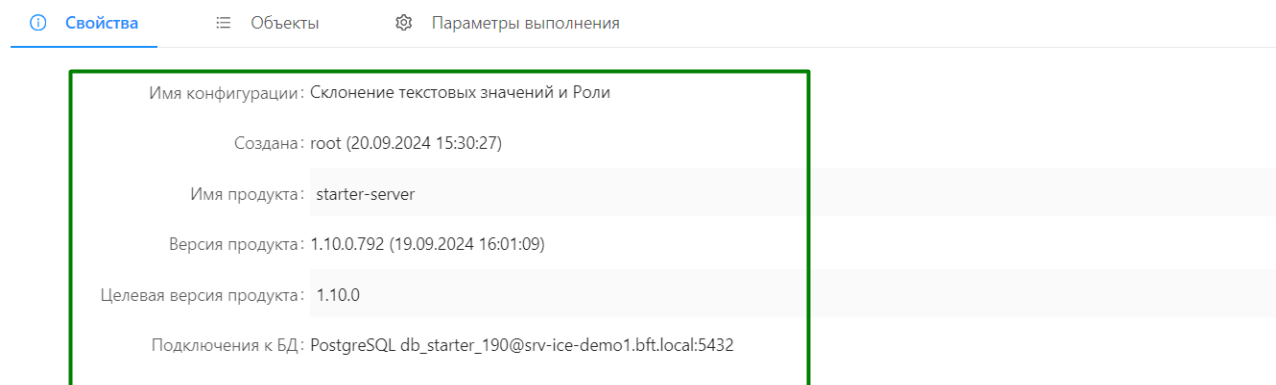 Свойства Объекты Параметры выполнения
Имя конфигурации: Склонение текстовых значений и Роли
Создана: root (20.09.2024 15:30:27)
Имя продукта: starter-server
Версия продукта: 1.10.0.792 (19.09.2024 16:01:09)
Целевая версия продукта: 1.10.0
Подключения к БД: PostgreSQL db_starter_190@srv-ice-demo1.bft.local:5432